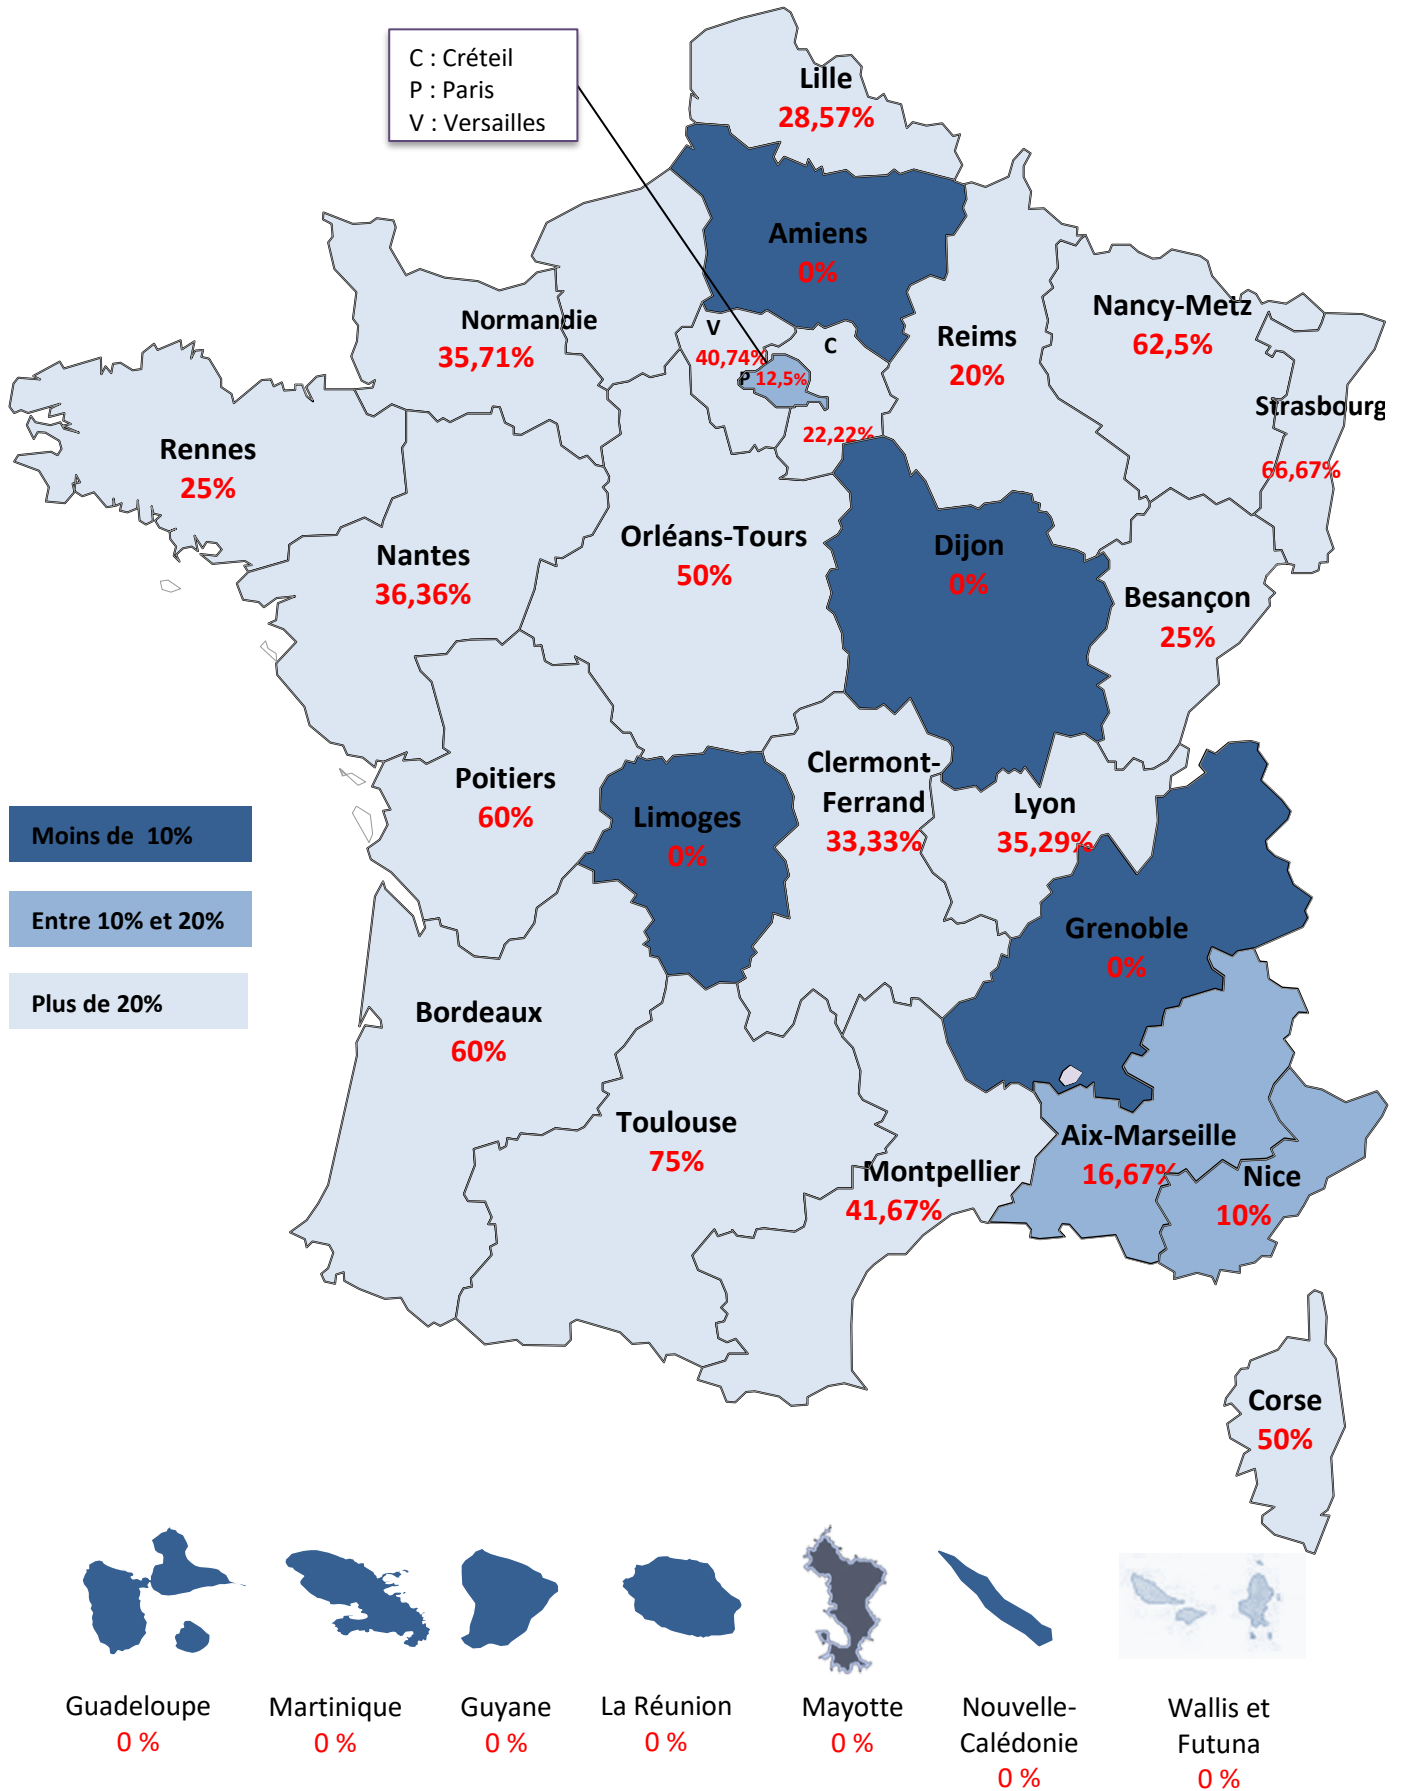 C : Créteil
P : Paris
V : Versailles
Lille
28,57%
Amiens
0%
Normandie
35,71%
V
40,74%
C
P 12,5%
22,22%
Reims
20%
Nancy-Metz
62,5%
Strasbourg
66,67%
Rennes
25%
Nantes
36,36%
Orléans-Tours
50%
Dijon
0%
Besançon
25%
Poitiers
60%
Limoges
0%
Clermont-
Ferrand
33,33%
Lyon
35,29%
Moins de 10%
Entre 10% et 20%
Plus de 20%
Grenoble
0%
Bordeaux
60%
Toulouse
75%
Montpellier
41,67%
Aix-Marseille
16,67%
Nice
10%
Corse
50%
Guadeloupe
0 %
Martinique
0 %
Guyane
0 %
La Réunion
0 %
Mayotte
0 %
Nouvelle-
Calédonie
0 %
Wallis et
Futuna
0 %